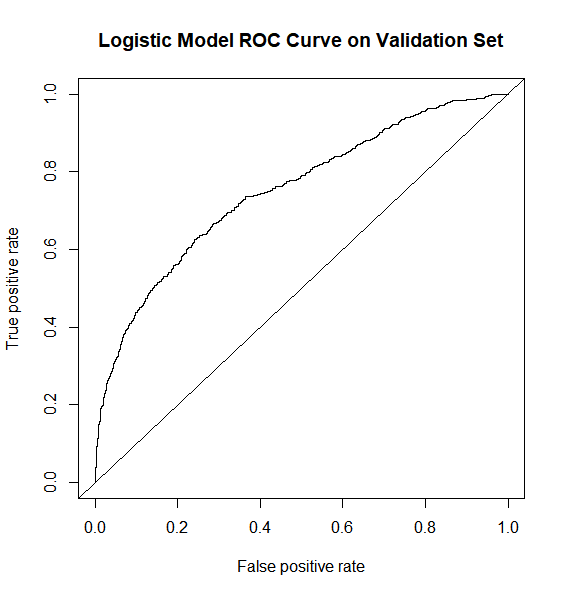 Logistic Model ROC Curve on Validation Set
True positive rate
1.0
0.8
0.6
0.4
0.2
0.0
0.0 0.2 0.4 0.6 0.8 1.0
False positive rate